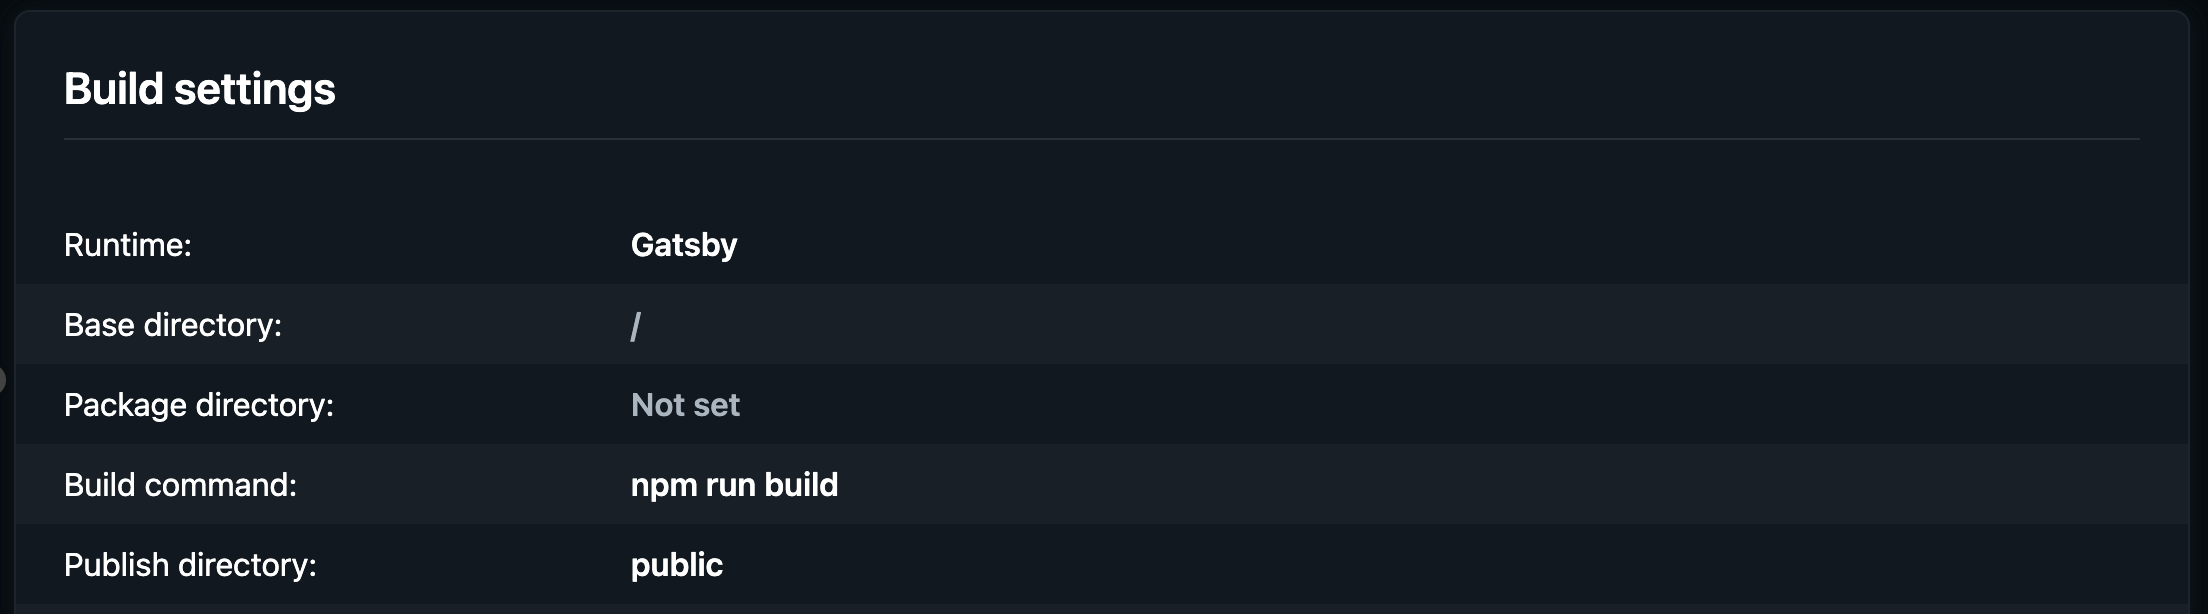 Build settings
Runtime: Gatsby
Base directory: /
Package directory: Not set
Build command: npm run build
Publish directory: public